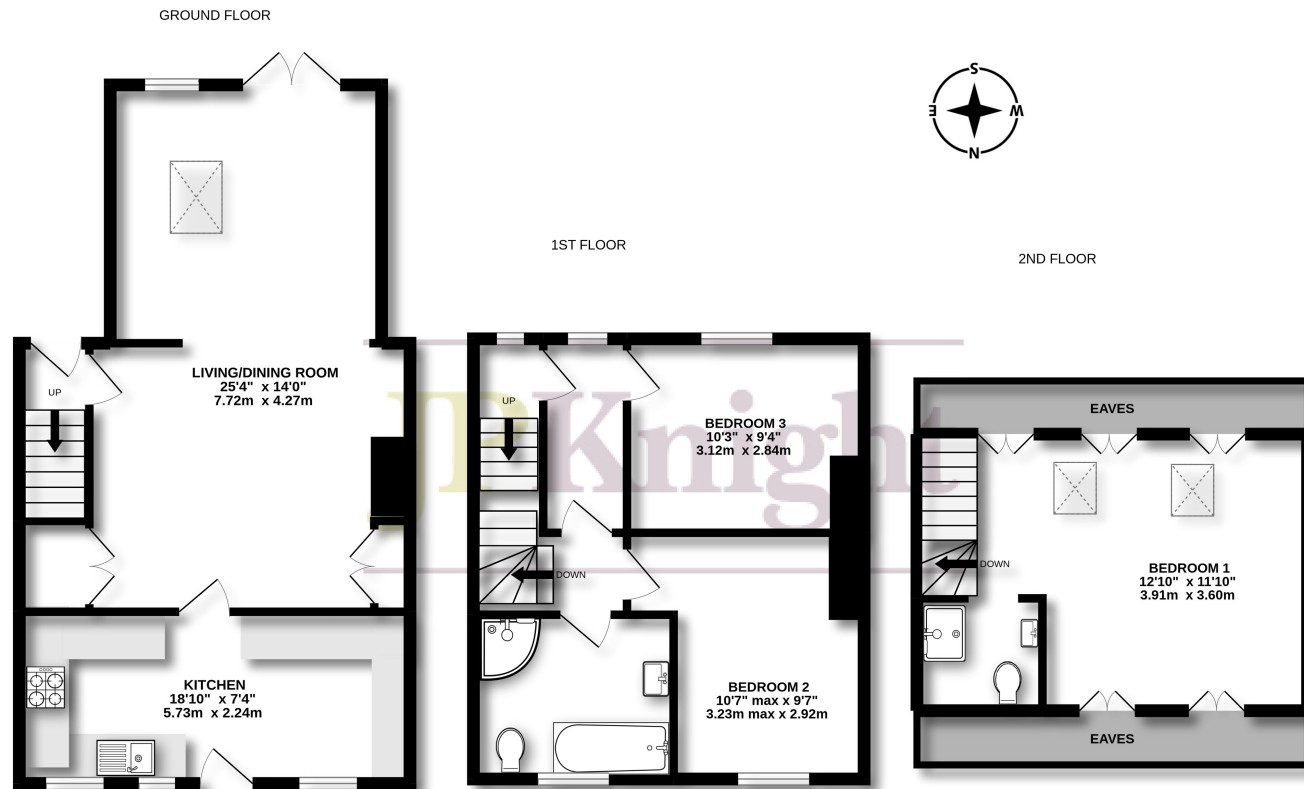 GROUND FLOOR
S
E
W
N
1ST FLOOR
2ND FLOOR
UP
LIVING/DINING ROOM
25'4" x 14'0"
7.72m x 4.27m
KITCHEN
18'10" x 7'4"
5.73m x 2.24m
UP
BEDROOM 3
10'3" x 9'4"
3.12m x 2.84m
JPKnight
DOWN
BEDROOM 2
10'7" max x 9'7"
3.23m max x 2.92m
EAVES
DOWN
BEDROOM 1
12'10" x 11'10"
3.91m x 3.60m
EAVES